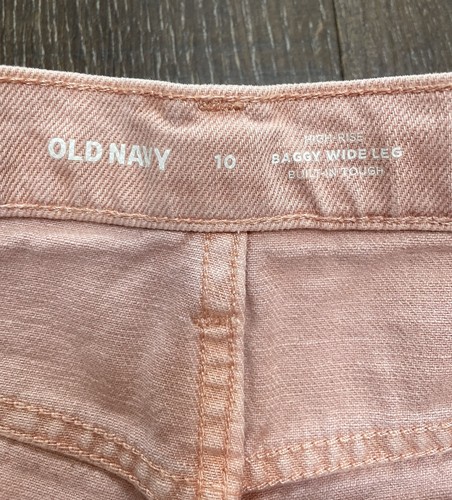 OLD NAVY
10
HIGH-RISE
BAGGY WIDE LEG
BUILT-IN TOUGH